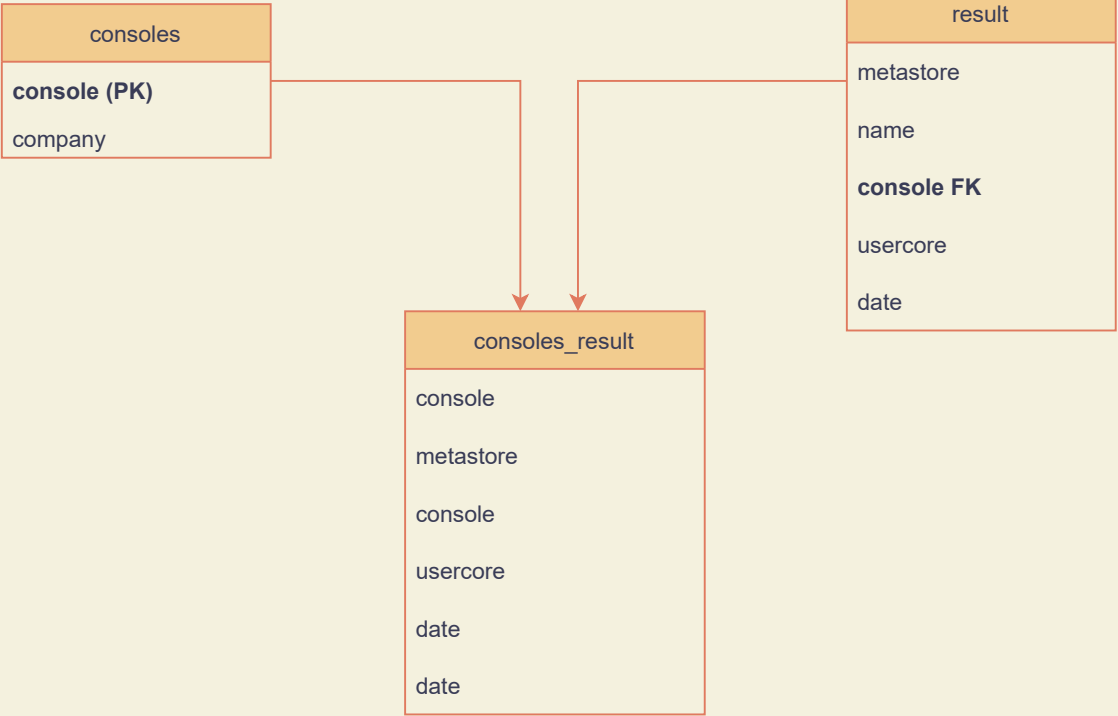 consoles
console (PK)
company
result
metastore
name
console FK
usercore
date
consoles_result
console
metastore
console
usercore
date
date